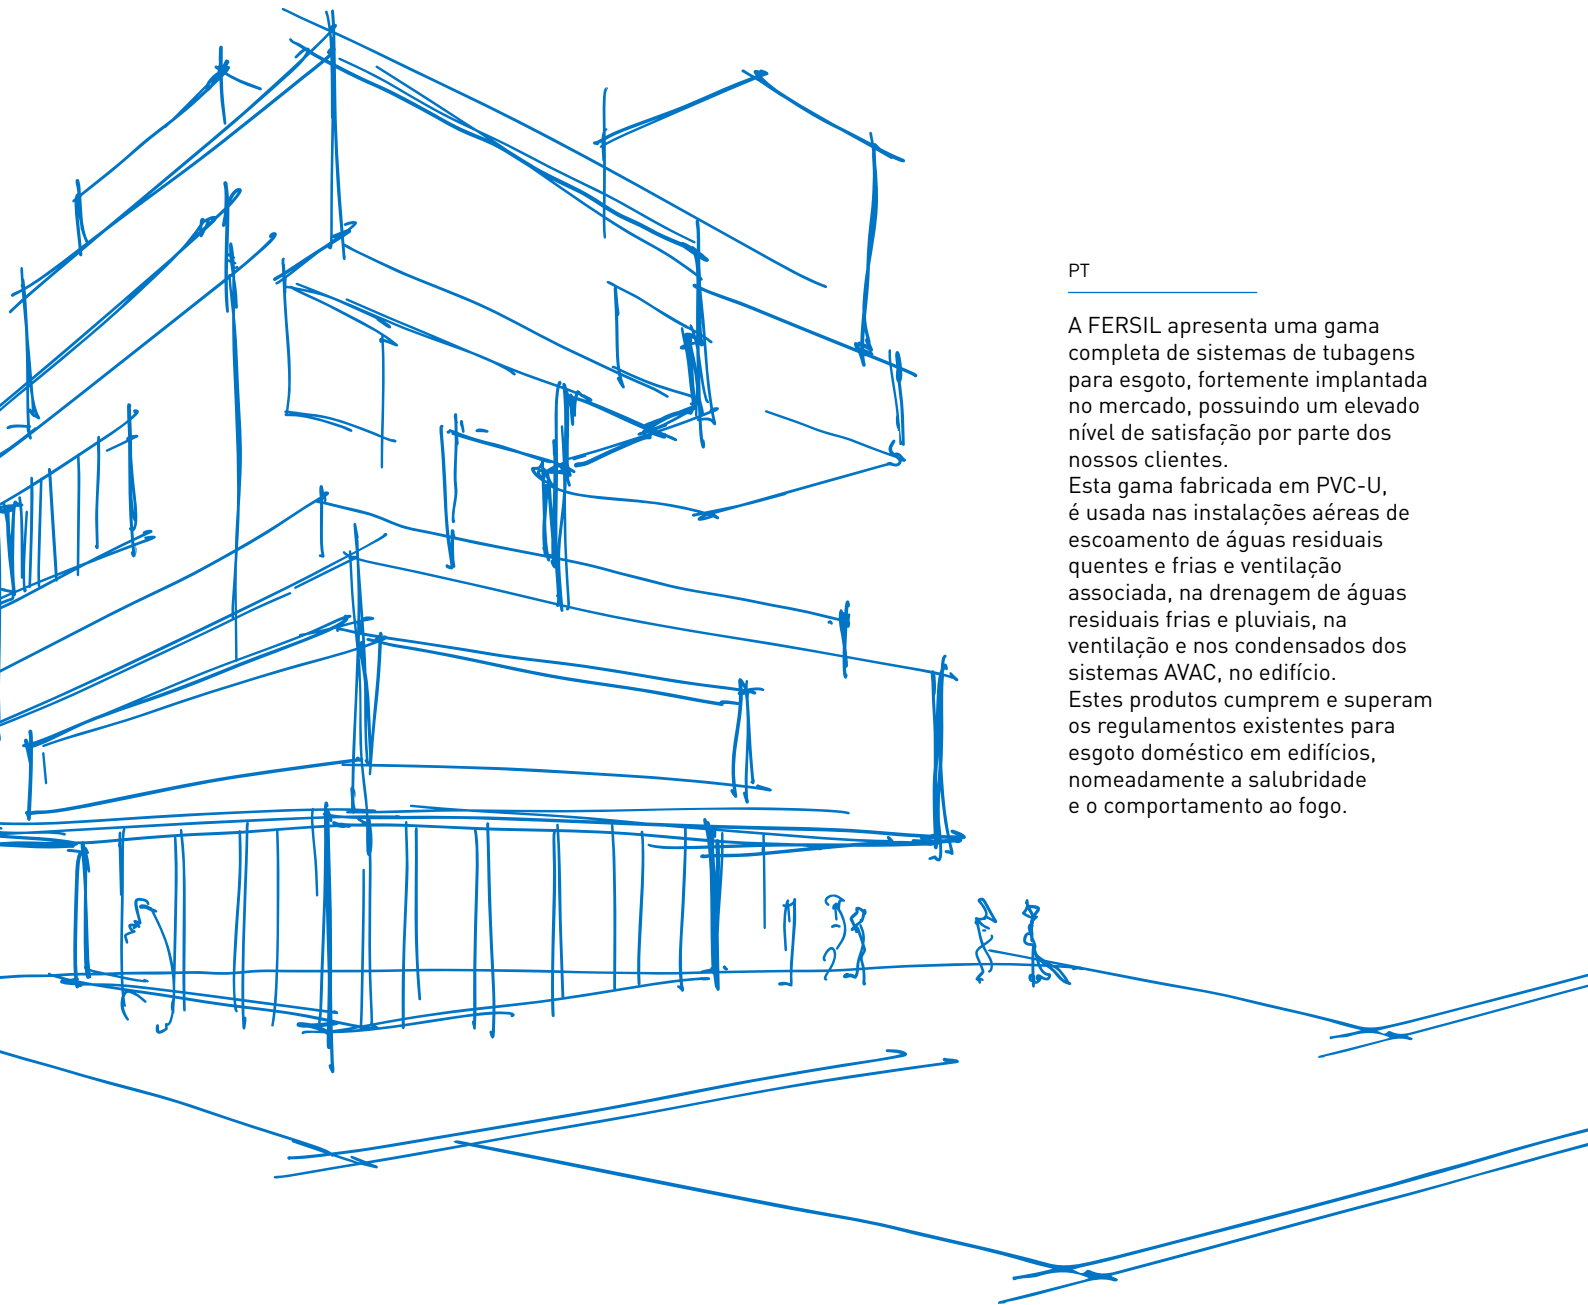 PT
A FERSIL apresenta uma gama
completa de sistemas de tubagens
para esgoto, fortemente implantada
no mercado, possuindo um elevado
nível de satisfação por parte dos
nossos clientes.
Esta gama fabricada em PVC-U,
é usada nas instalações aéreas de
escoamento de águas residuais
quentes e frias e ventilação
associada, na drenagem de águas
residuais frias e pluviais, na
ventilação e nos condensados dos
sistemas AVAC, no edifício.
Estes produtos cumprem e superam
os regulamentos existentes para
esgoto doméstico em edifícios,
nomeadamente a salubridade
e o comportamento ao fogo.